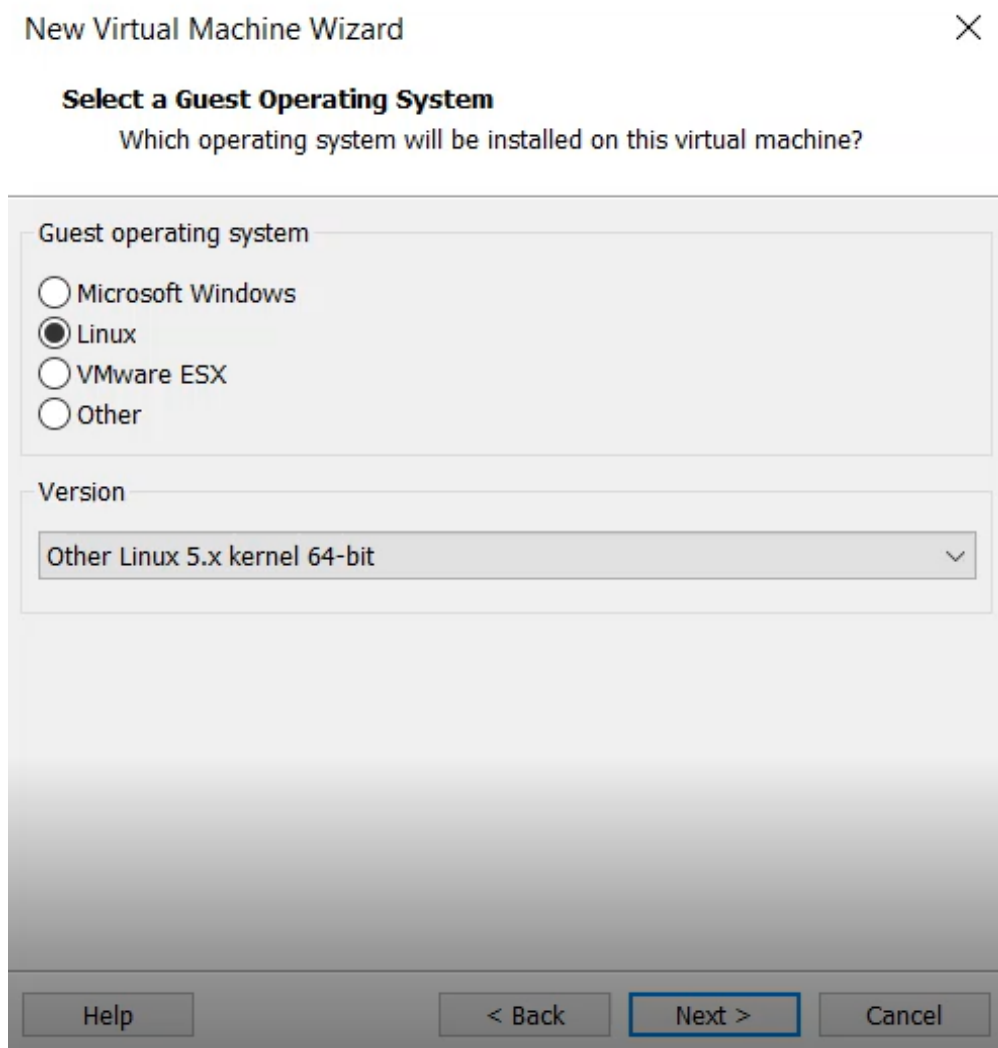 New Virtual Machine Wizard
Select a Guest Operating System
Which operating system will be installed on this virtual machine?
Guest operating system
Microsoft Windows
Linux
VMware ESX
Other
Version
Other Linux 5.x kernel 64-bit
Help
< Back
Next >
Cancel